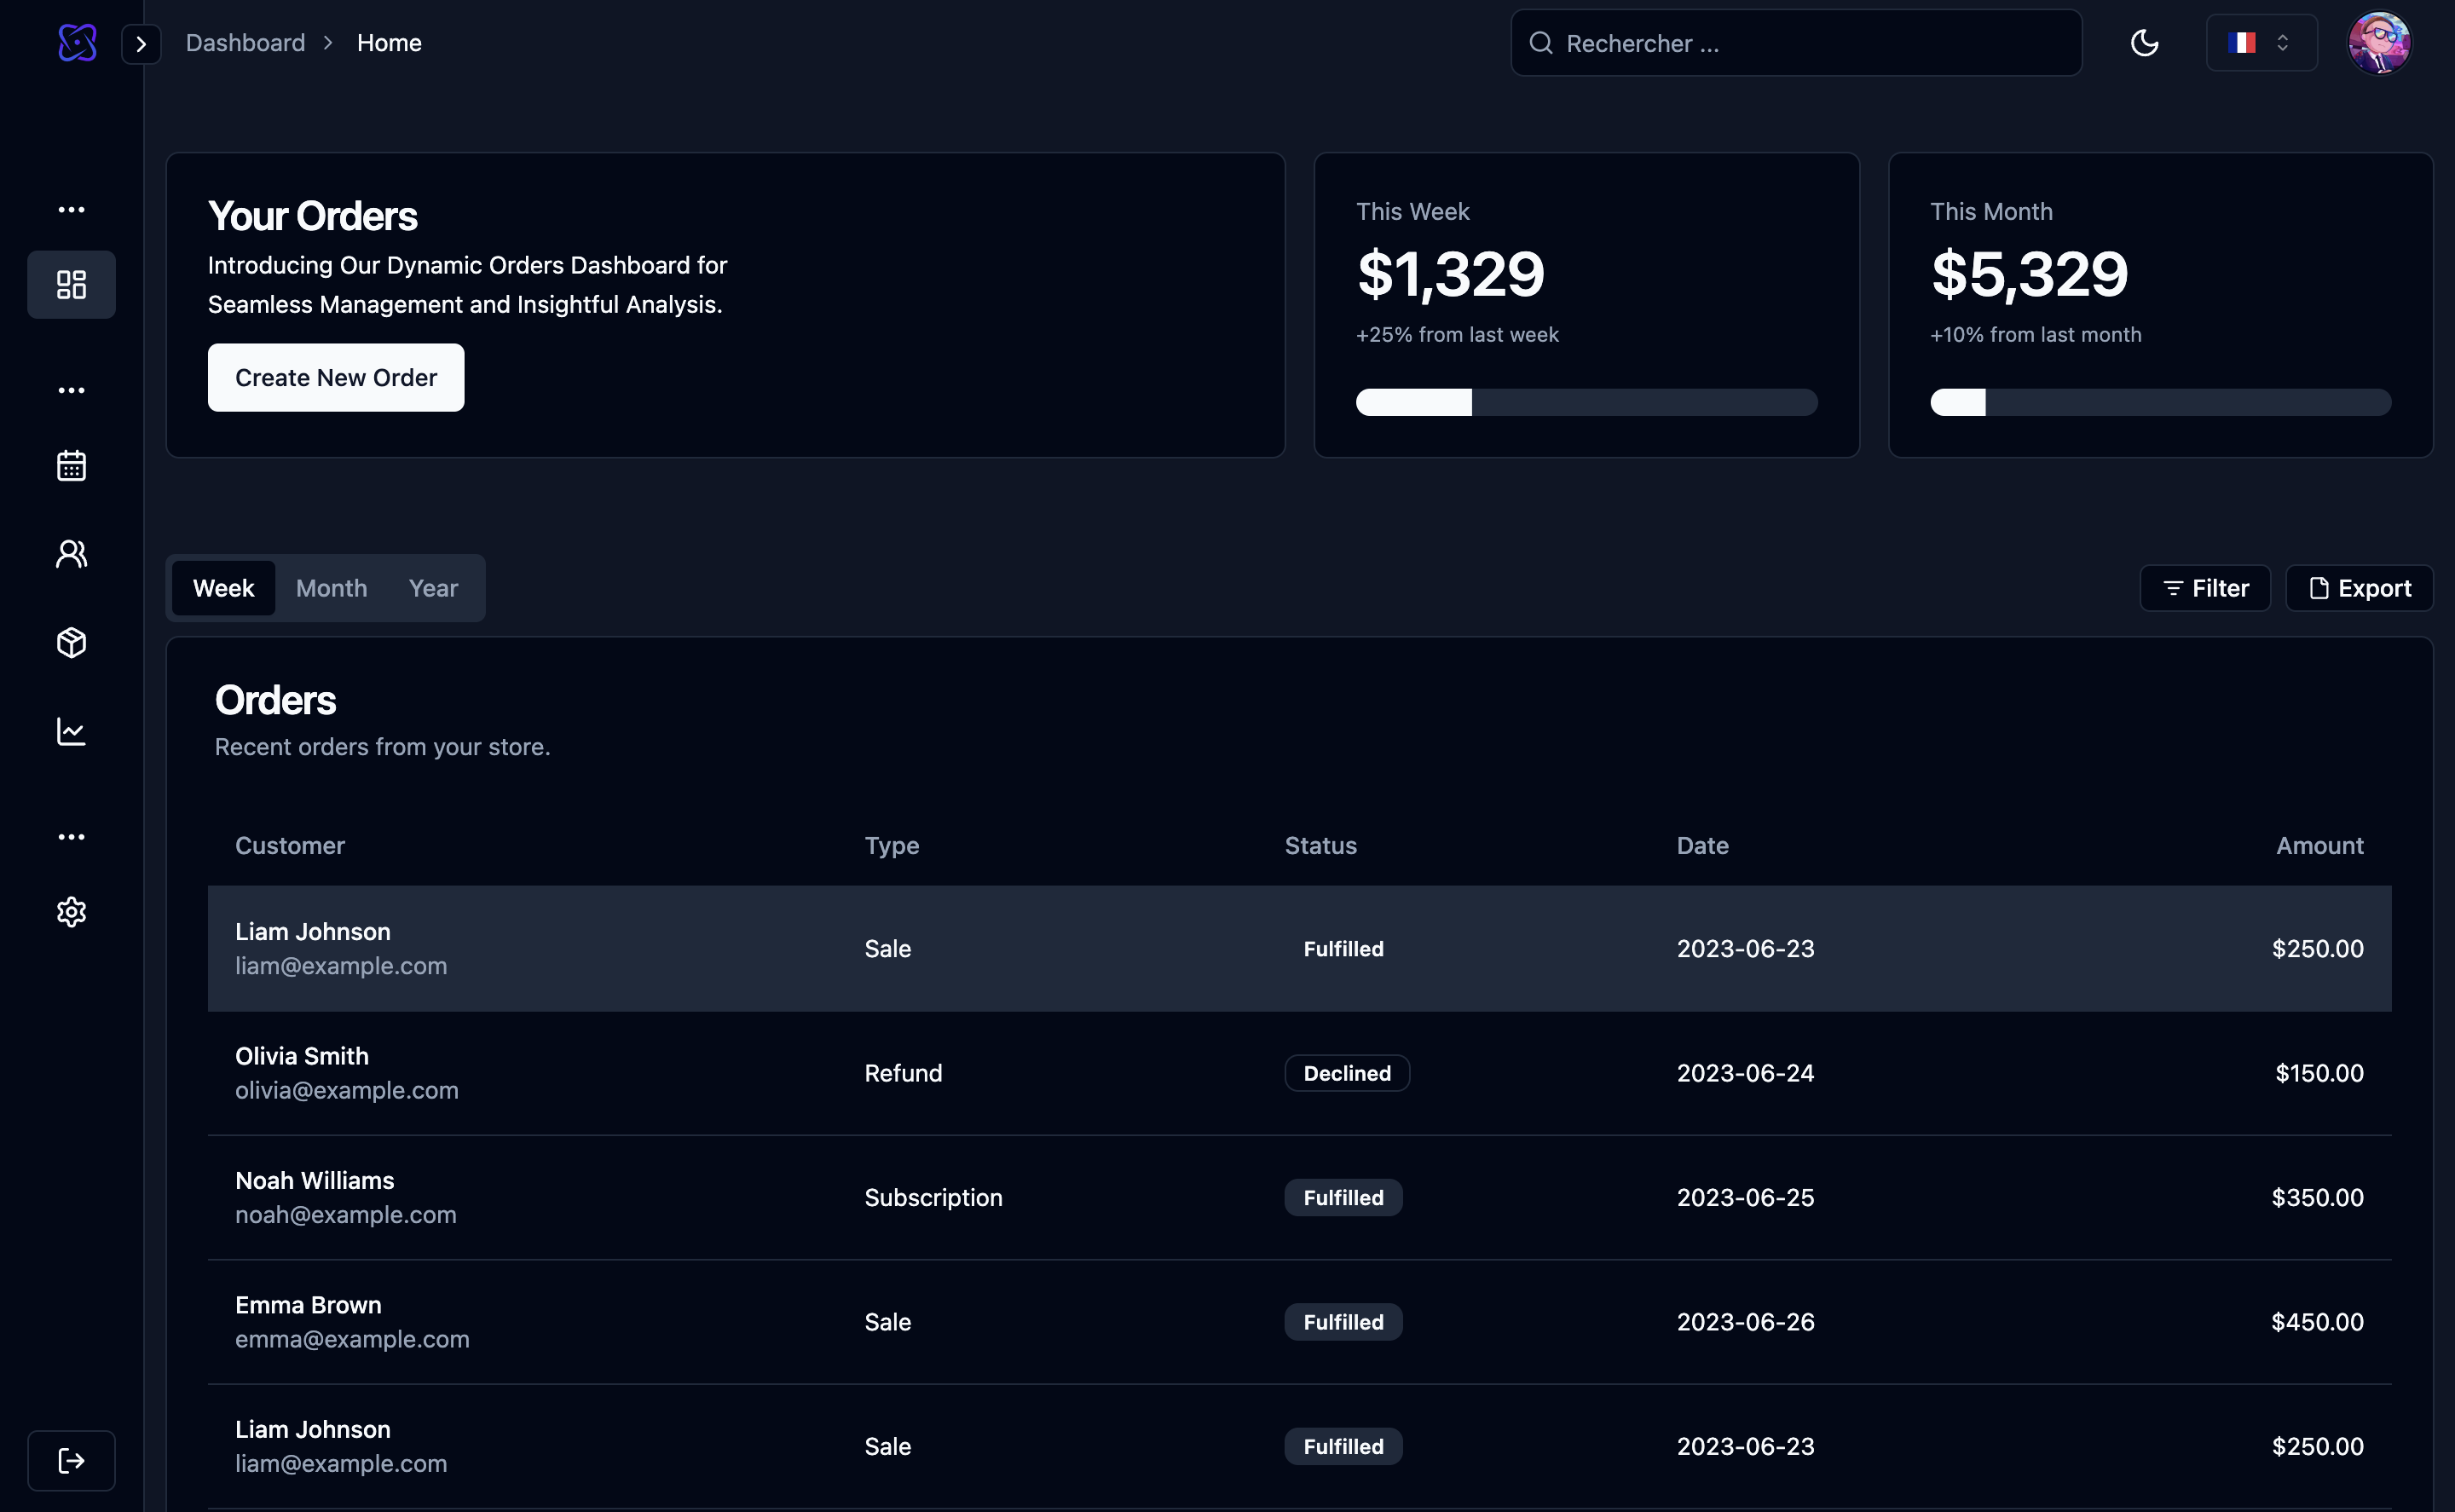 Dashboard > Home
Rechercher ...
Your Orders
Introducing Our Dynamic Orders Dashboard for
Seamless Management and Insightful Analysis.
Create New Order
This Week
$1,329
+25% from last week
This Month
$5,329
+10% from last month
Week Month Year
Filter Export
Orders
Recent orders from your store.
Customer Type Status Date Amount
Liam Johnson
liam@example.com
Sale Fulfilled 2023-06-23 $250.00
Olivia Smith
olivia@example.com
Refund Declined 2023-06-24 $150.00
Noah Williams
noah@example.com
Subscription Fulfilled 2023-06-25 $350.00
Emma Brown
emma@example.com
Sale Fulfilled 2023-06-26 $450.00
Liam Johnson
liam@example.com
Sale Fulfilled 2023-06-23 $250.00